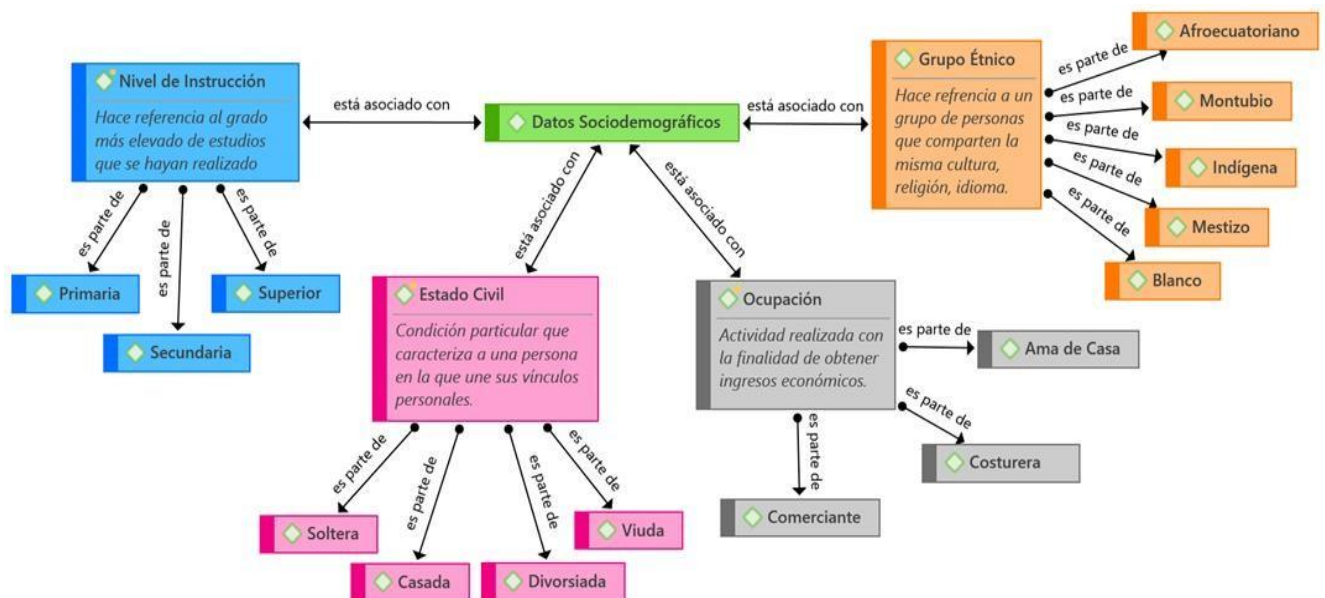 Nivel de Instrucción
Hace referencia al grado
más elevado de estudios
que se hayan realizado
es parte de
Primaria
es parte de
Secundaria
es parte de
Superior
está asociado con
Datos Sociodemográficos
está asociado con
Grupo Étnico
Hace refrencia a un
grupo de personas
que comparten la
misma cultura,
religión, idioma.
es parte de
Afroecuatoriano
es parte de
Montubio
es parte de
Indígena
es parte de
Mestizo
es parte de
Blanco
está asociado con
Estado Civil
Condición particular que
caracteriza a una persona
en la que une sus vínculos
personales.
es parte de
Soltera
es parte de
Casada
es parte de
Divorsiada
es parte de
Viuda
está asociado con
Ocupación
Actividad realizada con
la finalidad de obtener
ingresos económicos.
es parte de
Ama de Casa
es parte de
Costurera
es parte de
Comerciante